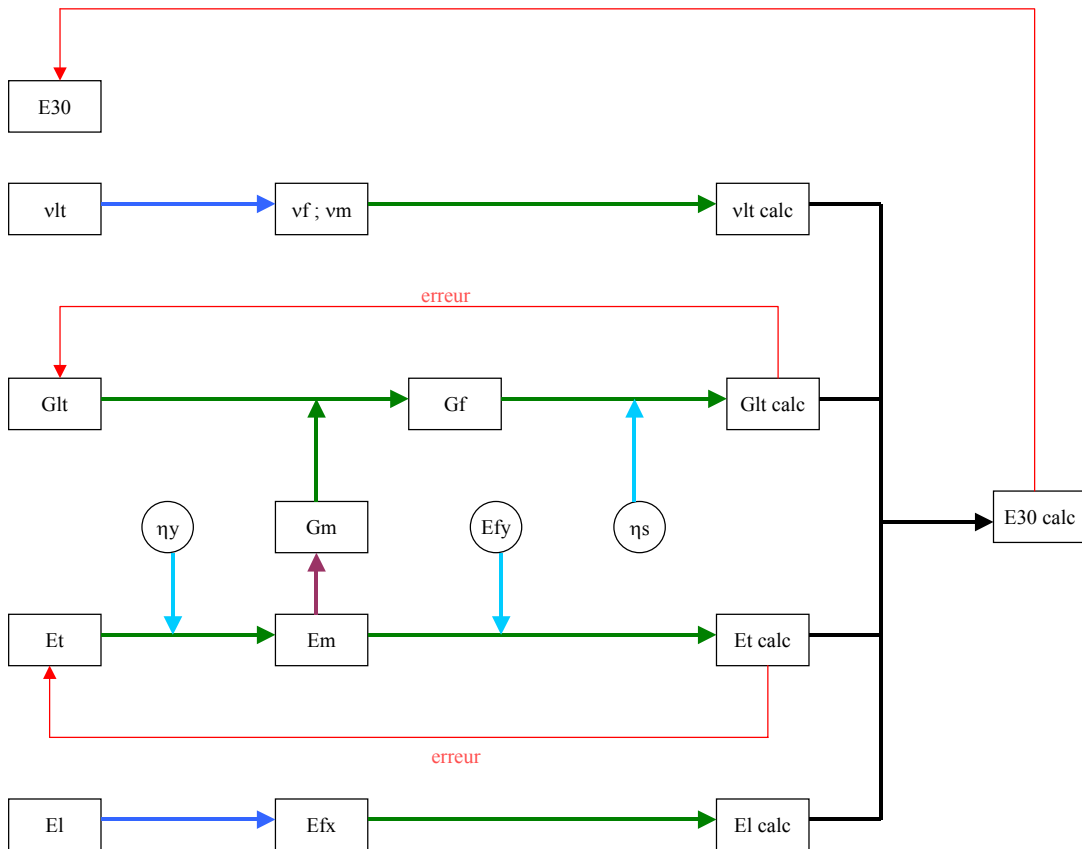 E30
νlt
νf ; νm
νlt calc
erreur
Glt
Gf
Glt calc
ηy
Gm
Efy
ηs
E30 calc
Et
Em
Et calc
erreur
El
Efx
El calc